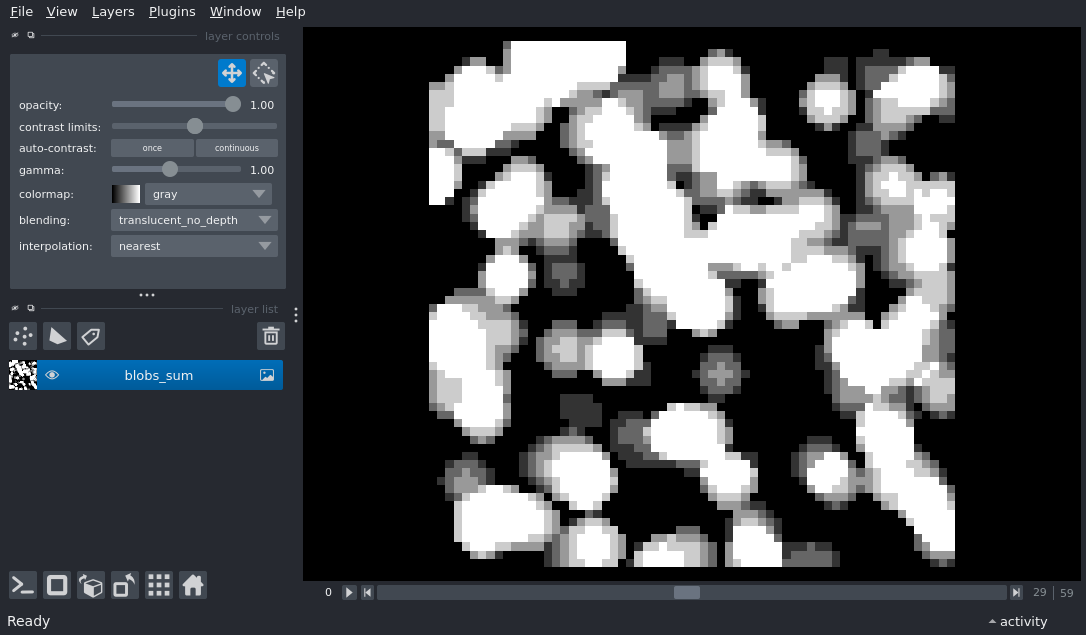 File View Layers Plugins Window Help
layer controls
opacity: 1.00
contrast limits:
auto-contrast: once continuous
gamma: 1.00
colormap: gray
blending: translucent_no_depth
interpolation: nearest
layer list
blobs_sum
0 29 59
Ready activity